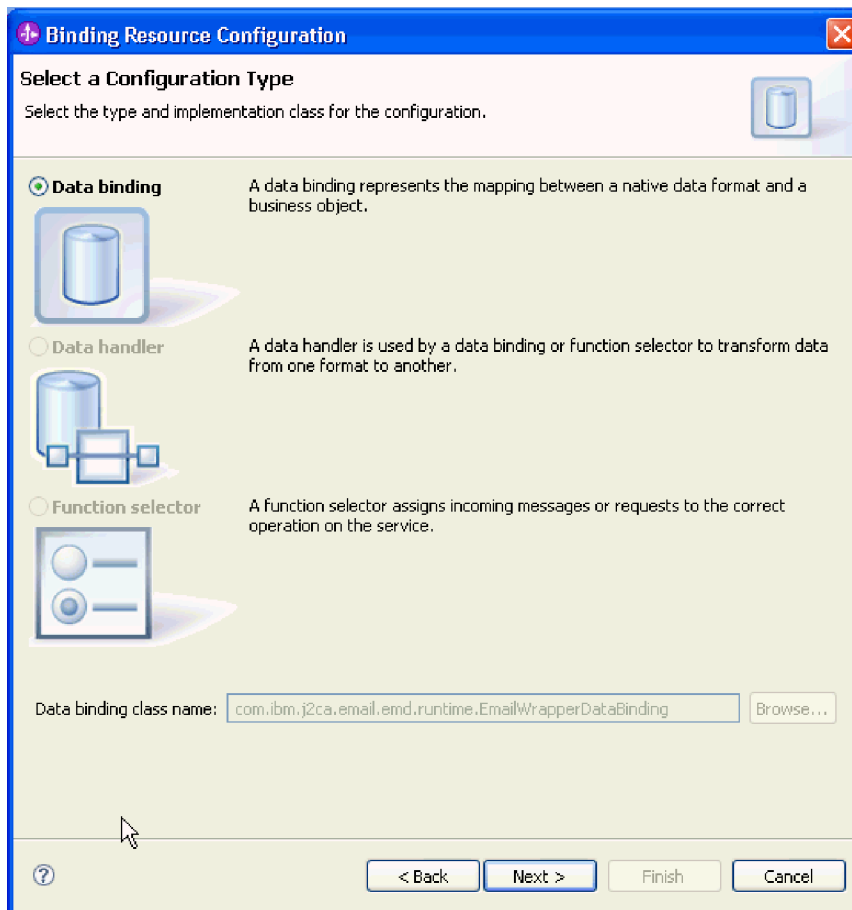 Binding Resource Configuration
Select a Configuration Type
Select the type and implementation class for the configuration.
Data binding
A data binding represents the mapping between a native data format and a
business object.
Data handler
A data handler is used by a data binding or function selector to transform data
from one format to another.
Function selector
A function selector assigns incoming messages or requests to the correct
operation on the service.
Data binding class name: com.ibm.j2ca.email.emd.runtime.EmailWrapperDataBinding Browse...
? < Back Next > Finish Cancel